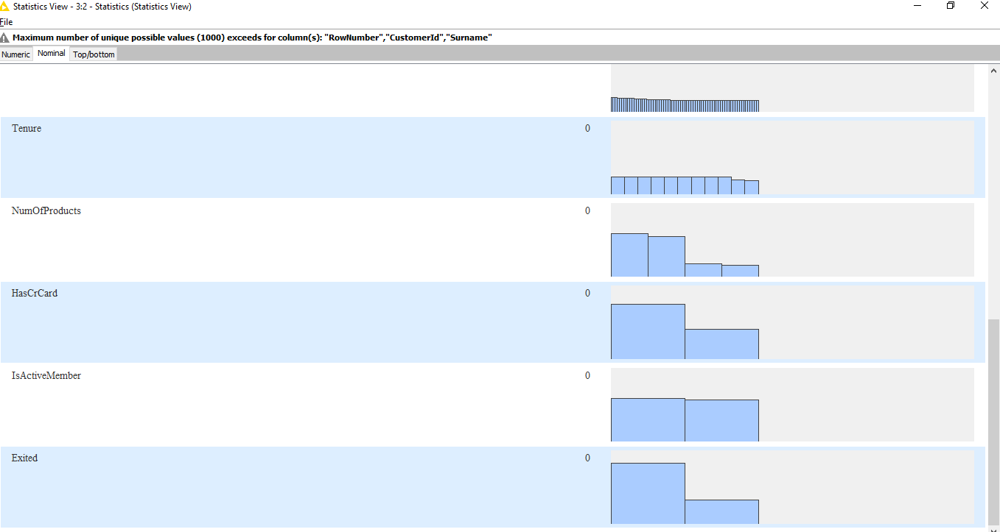 Statistics View - 3:2 - Statistics (Statistics View)
File
Maximum number of unique possible values (1000) exceeds for column(s): "RowNumber","CustomerId","Surname"
Numeric Nominal Top/bottom
Tenure 0
NumOfProducts 0
HasCrCard 0
IsActiveMember 0
Exited 0